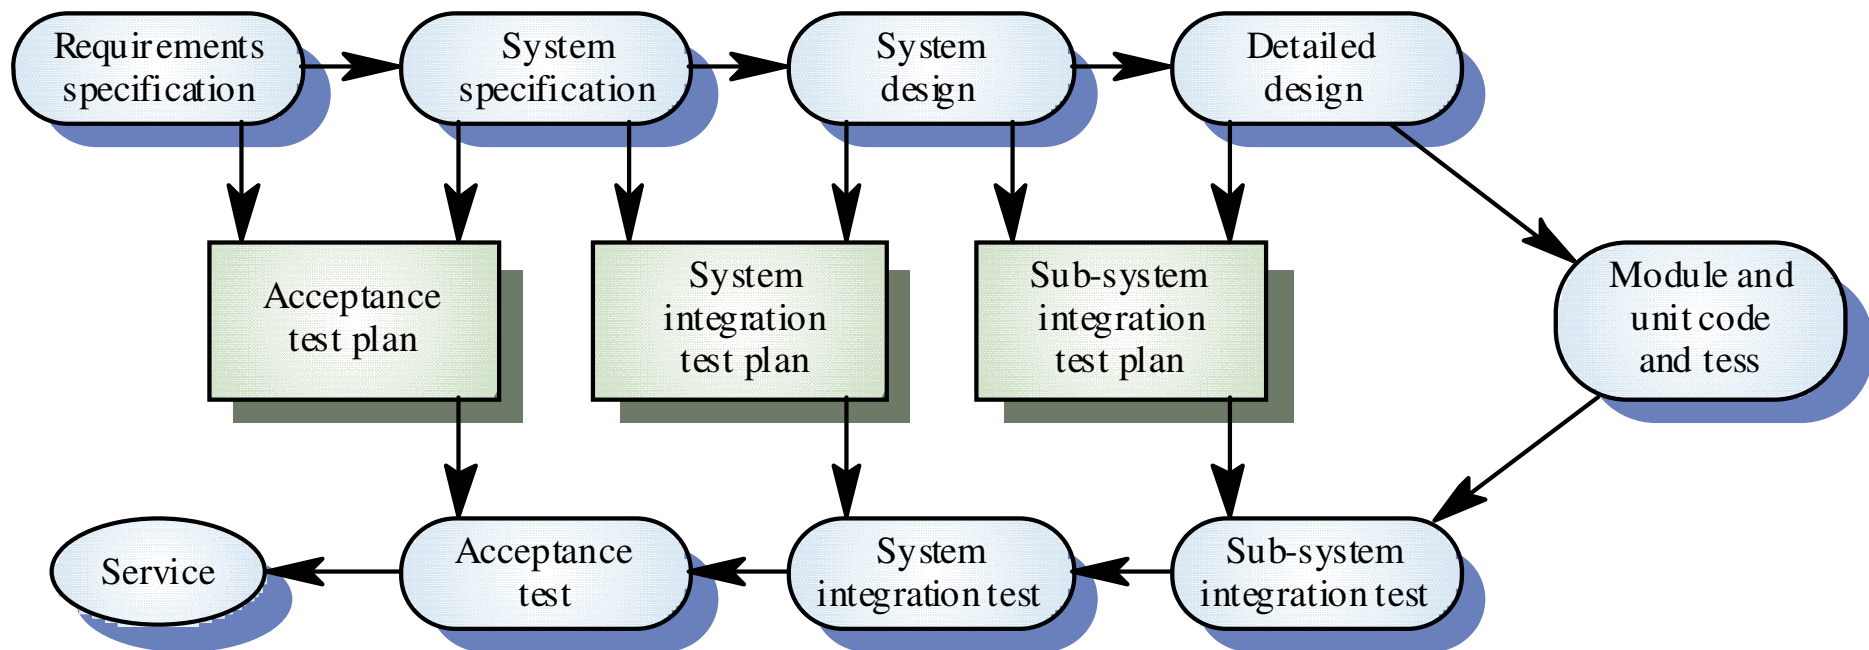 Requirements
specification
System
specification
System
design
Detailed
design
Acceptance
test plan
System
integration
test plan
Sub-system
integration
test plan
Module and
unit code
and tess
Service
Acceptance
test
System
integration test
Sub-system
integration test